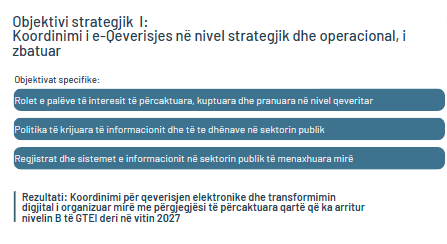 Objektivi strategjik I:
Koordinimi i e-Qeverisjes në nivel strategjik dhe operacional, i
zbatuar
Objektivat specifike:
Rolet e palëve të interesit të përcaktuara, kuptuara dhe pranuara në nivel qeveritar
Politika të krijuara të informacionit dhe të te dhënave në sektorin publik
Regjistrat dhe sistemet e informacionit në sektorin publik të menaxhuara mirë
Rezultati: Koordinimi për qeverisjen elektronike dhe transformimin
digjital i organizuar mirë me përgjegjësi të përcaktuara qartë që ka arritur
nivelin B të GTEI deri në vitin 2027